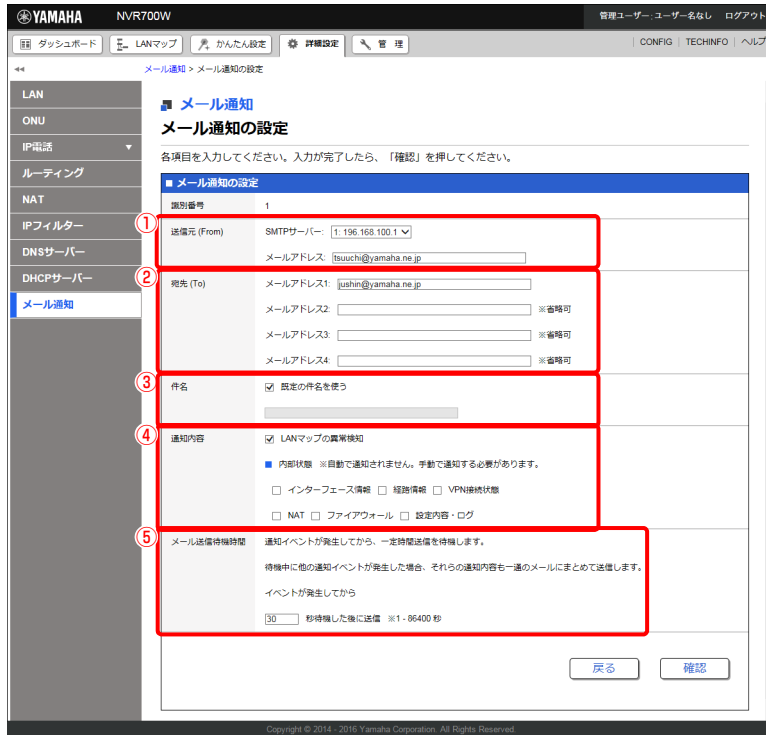 YAMAHA NVR700W 管理ユーザー: ユーザー名なし ログアウト
ダッシュボード LANマップ かんたん設定 詳細設定 管 理 CONFIG TECHINFO ヘルプ
メール通知 > メール通知の設定
LAN
ONU
IP電話
ルーティング
NAT
IPフィルター
DNSサーバー
DHCPサーバー
メール通知
メール通知
メール通知の設定
各項目を入力してください。入力が完了したら、「確認」を押してください。
■ メール通知の設定
識別番号 1
①
送信元 (From) SMTPサーバー: 1: 196.168.100.1
メールアドレス: tsuuchi@yamaha.ne.jp
②
宛先 (To) メールアドレス1: jushin@yamaha.ne.jp
メールアドレス2: ※省略可
メールアドレス3: ※省略可
メールアドレス4: ※省略可
③
件名 既定の件名を使う
④
通知内容 LANマップの異常検知
■ 内部状態 ※自動で通知されません。手動で通知する必要があります。
インターフェース情報 経路情報 VPN接続状態
NAT ファイアウォール 設定内容・ログ
⑤
メール送信待機時間 通知イベントが発生してから、一定時間送信を待機します。
待機中に他の通知イベントが発生した場合、それらの通知内容も一通のメールにまとめて送信します。
イベントが発生してから
30 秒待機した後に送信 ※1 - 86400 秒
戻る 確認
Copyright © 2014 - 2016 Yamaha Corporation. All Rights Reserved.